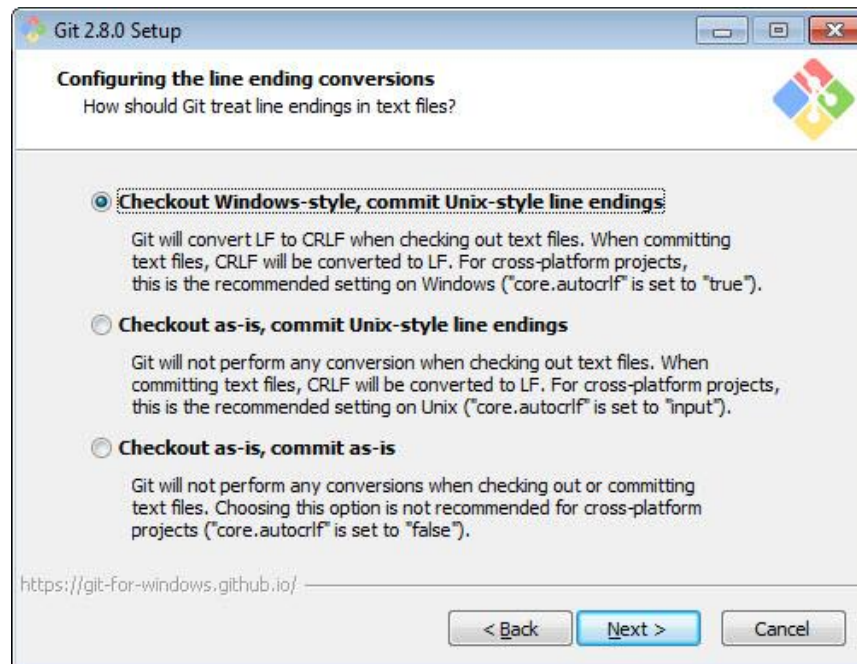 Git 2.8.0 Setup
Configuring the line ending conversions
How should Git treat line endings in text files?
Checkout Windows-style, commit Unix-style line endings
Git will convert LF to CRLF when checking out text files. When committing
text files, CRLF will be converted to LF. For cross-platform projects,
this is the recommended setting on Windows ("core.autocrlf" is set to "true").
Checkout as-is, commit Unix-style line endings
Git will not perform any conversion when checking out text files. When
committing text files, CRLF will be converted to LF. For cross-platform projects,
this is the recommended setting on Unix ("core.autocrlf" is set to "input").
Checkout as-is, commit as-is
Git will not perform any conversions when checking out or committing
text files. Choosing this option is not recommended for cross-platform
projects ("core.autocrlf" is set to "false").
https://git-for-windows.github.io/
< Back Next > Cancel